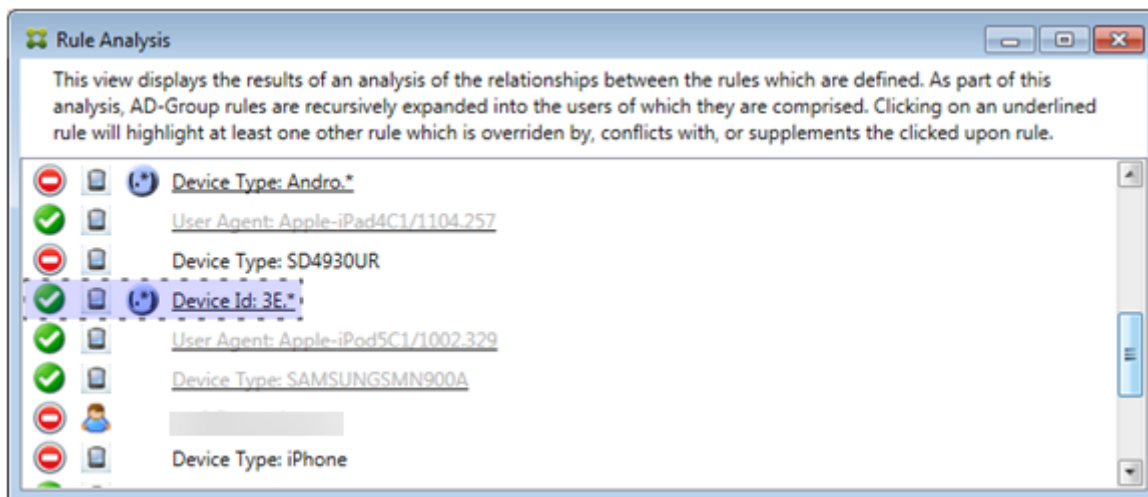 Rule Analysis
This view displays the results of an analysis of the relationships between the rules which are defined. As part of this
analysis, AD-Group rules are recursively expanded into the users of which they are comprised. Clicking on an underlined
rule will highlight at least one other rule which is overriden by, conflicts with, or supplements the clicked upon rule.
(.*) Device Type: Andro.*
User Agent: Apple-iPad4C1/1104.257
Device Type: SD4930UR
(.*) Device Id: 3E.*
User Agent: Apple-iPod5C1/1002.329
Device Type: SAMSUNGSMN900A
Device Type: iPhone